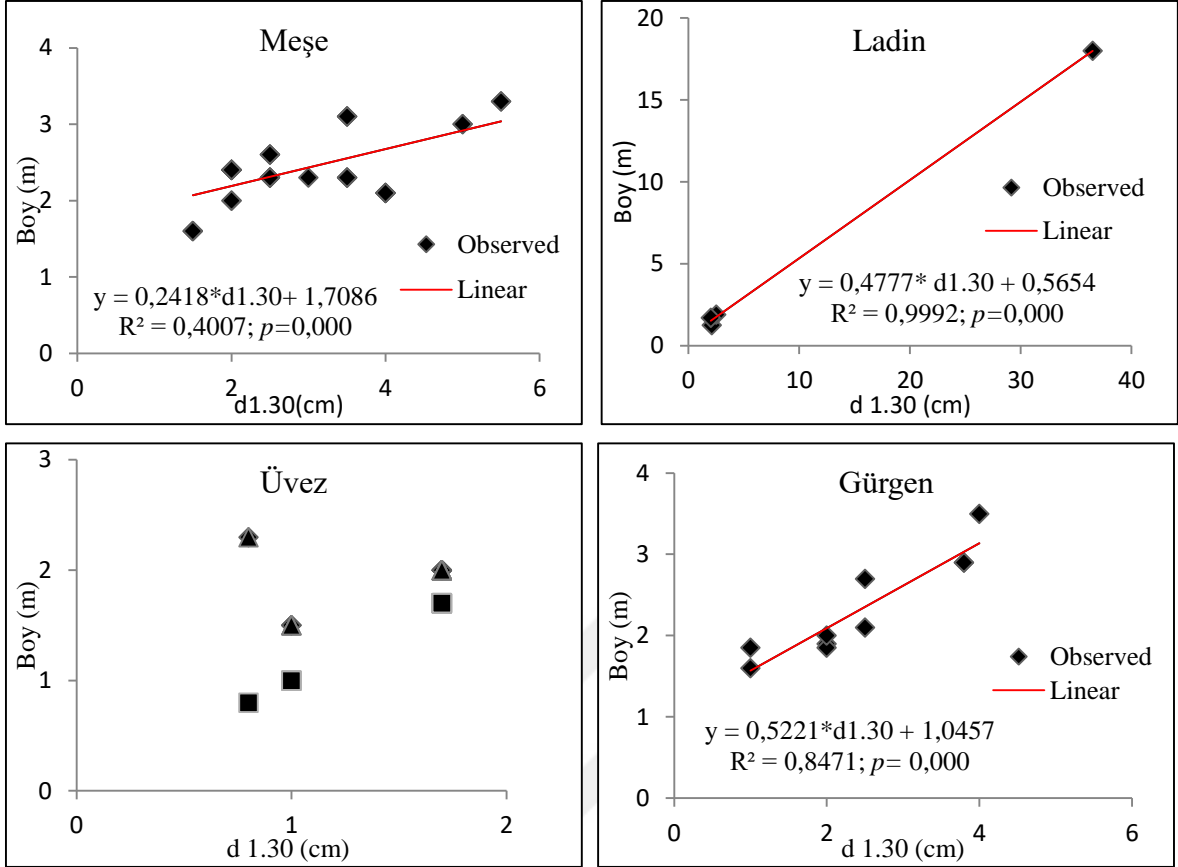 Meşe
4
3
2
1
0
Boy (m)
Observed
Linear
y = 0,2418*d1.30+ 1,7086
R² = 0,4007; p=0,000
0
2
4
6
d1.30(cm)
Ladin
20
15
10
5
0
Boy (m)
Observed
Linear
y = 0,4777* d1.30 + 0,5654
R² = 0,9992; p=0,000
0
10
20
30
40
d 1.30 (cm)
Üvez
3
2
1
0
Boy (m)
0
1
2
d 1.30 (cm)
Gürgen
4
3
2
1
0
Boy (m)
Observed
Linear
y = 0,5221*d1.30 + 1,0457
R² = 0,8471; p= 0,000
0
2
4
6
d 1.30 (cm)